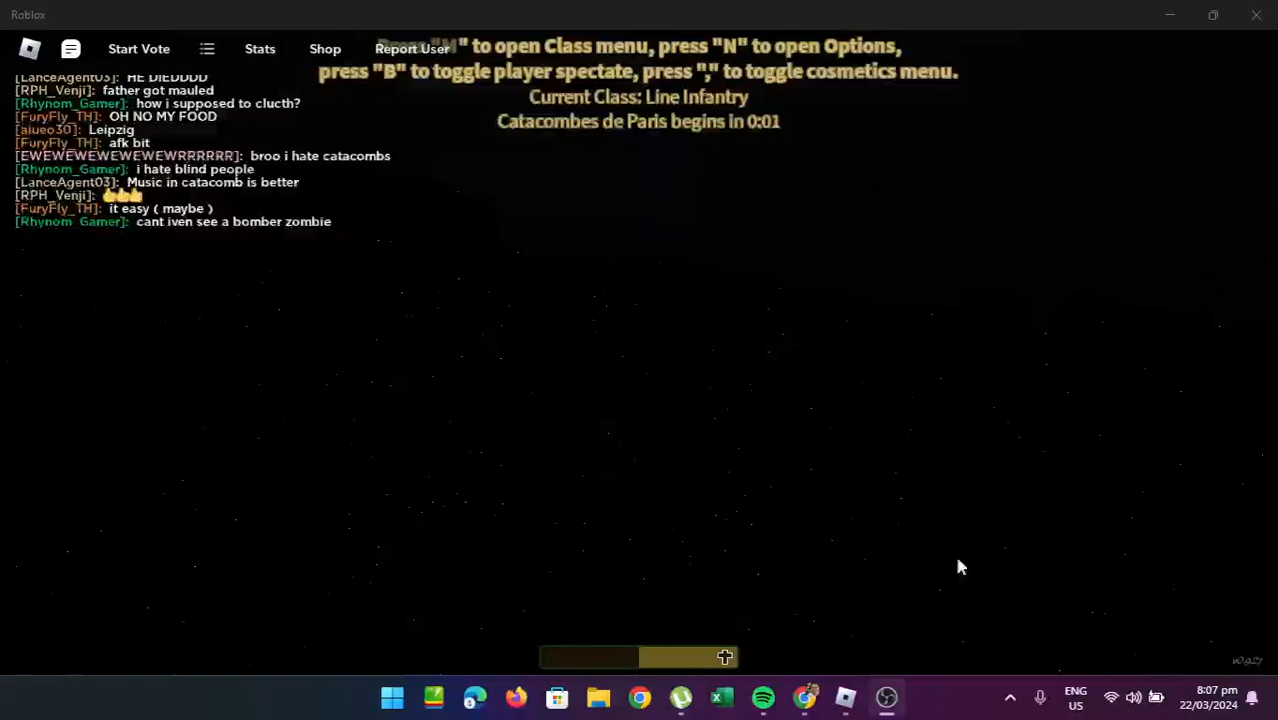 Roblox
Start Vote
Stats
Shop
Report User
"M" to open Class menu, press "N" to open Options,
press "B" to toggle player spectate, press "," to toggle cosmetics menu.
Current Class: Line Infantry
Catacombes de Paris begins in 0:01
[LanceAgent03]: HE DIEDDDD
[RPH_Venji]: father got mauled
[Rhynom_Gamer]: how i supposed to clucth?
[FuryFly_TH]: OH NO MY FOOD
[aiueo30]: Leipzig
[FuryFly_TH]: afk bit
[EWEWEWEWEWEWEWRRRRRR]: broo i hate catacombs
[Rhynom_Gamer]: i hate blind people
[LanceAgent03]: Music in catacomb is better
[RPH_Venji]: 👍👍👍
[FuryFly_TH]: it easy ( maybe )
[Rhynom_Gamer]: cant iven see a bomber zombie
v0.9.27
ENG
US
8:07 pm
22/03/2024